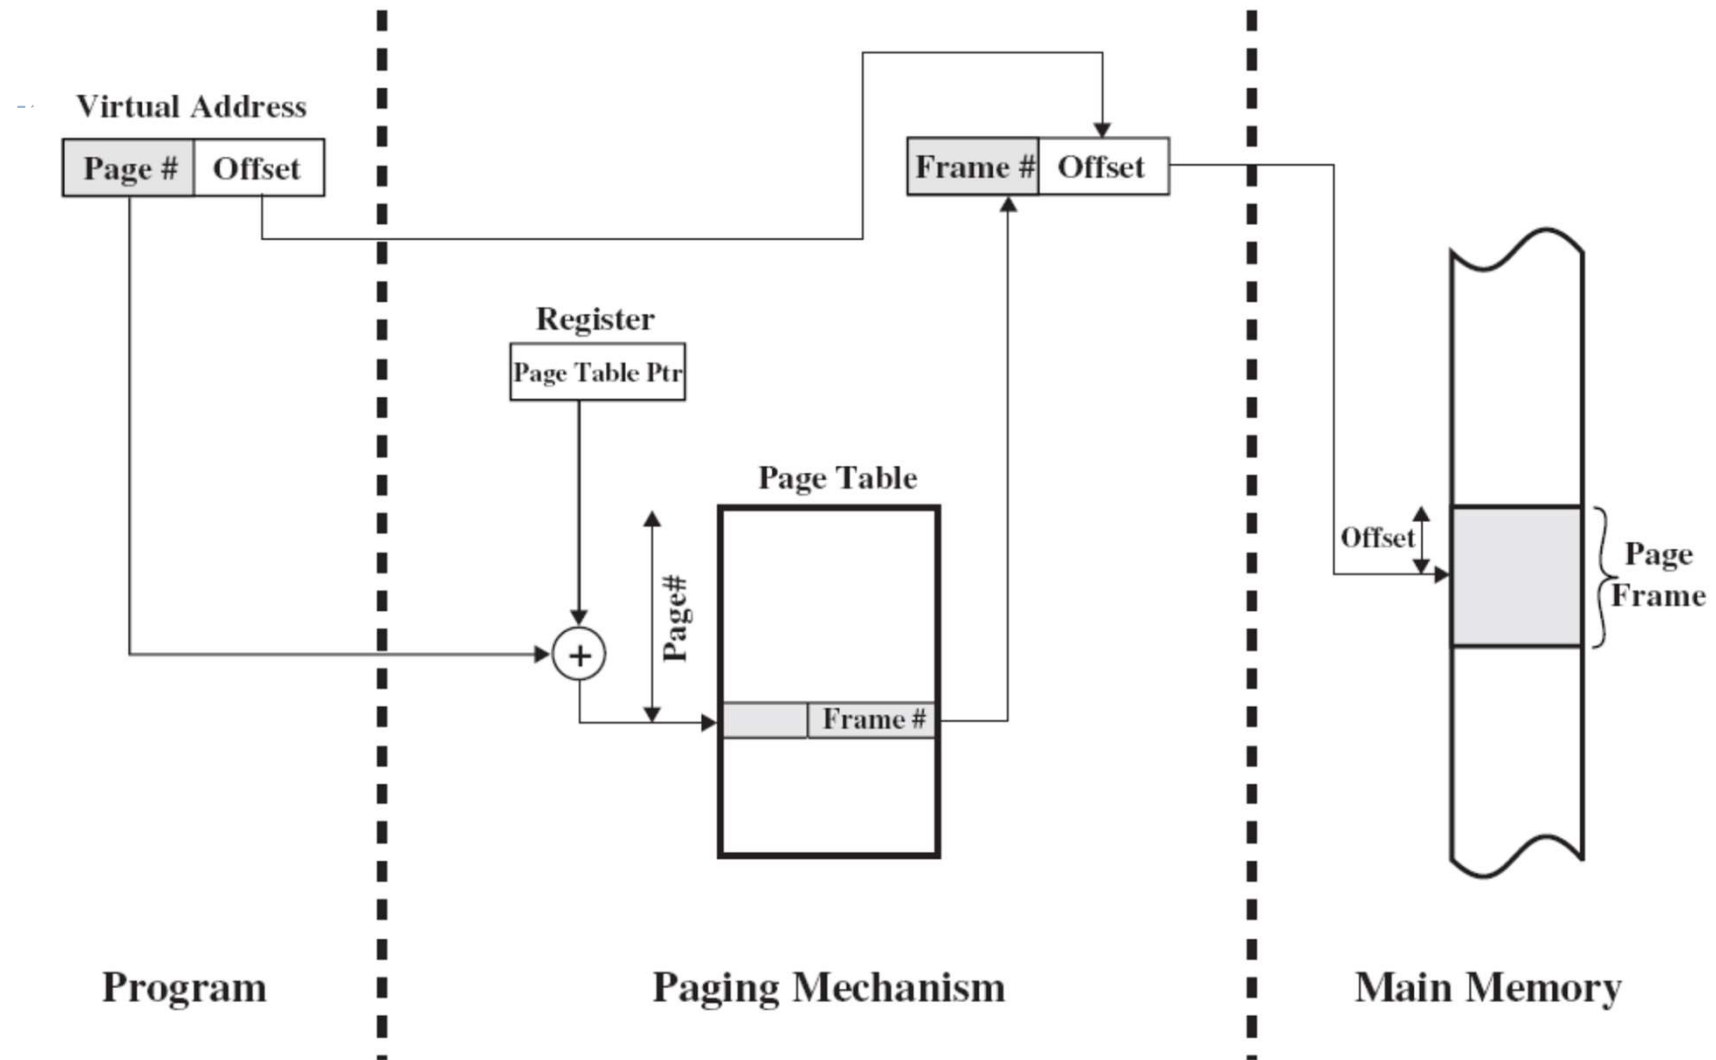 Virtual Address
Page # Offset
Frame # Offset
Register
Page Table Ptr
Page Table
Page#
+
Frame #
Offset
Page
Frame
Program
Paging Mechanism
Main Memory